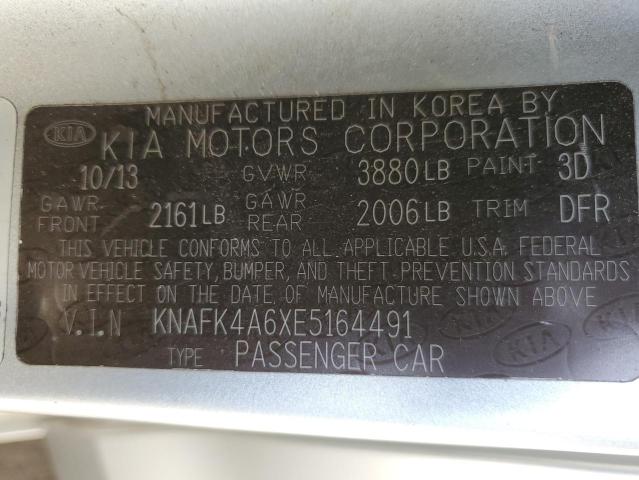 MANUFACTURED IN KOREA BY
KIA KIA MOTORS CORPORATION
10/13 GVWR 3880LB PAINT 3D
GAWR FRONT 2161LB GAWR REAR 2006LB TRIM DFR
THIS VEHICLE CONFORMS TO ALL APPLICABLE U.S.A. FEDERAL
MOTOR VEHICLE SAFETY, BUMPER, AND THEFT PREVENTION STANDARDS
IN EFFECT ON THE DATE OF MANUFACTURE SHOWN ABOVE
V.I.N KNAFK4A6XE5164491
TYPE PASSENGER CAR